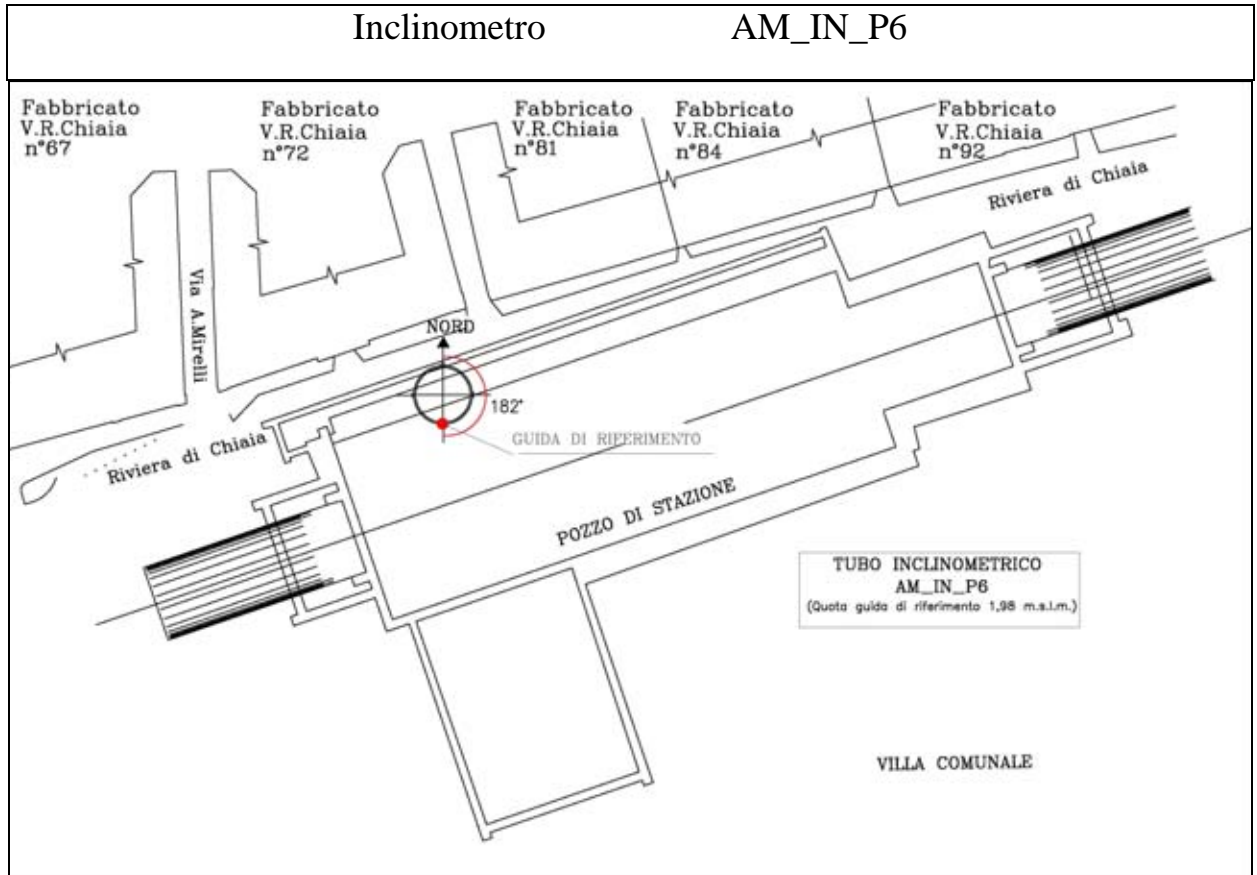 Inclinometro AM_IN_P6
Fabbricato
V.R.Chiaia
n°67
Fabbricato
V.R.Chiaia
n°72
Fabbricato
V.R.Chiaia
n°81
Fabbricato
V.R.Chiaia
n°84
Fabbricato
V.R.Chiaia
n°92
Riviera di Chiaia
Via A.Mirelli
NORD
182°
GUIDA DI RIFERIMENTO
Riviera di Chiaia
POZZO DI STAZIONE
TUBO INCLINOMETRICO
AM_IN_P6
(Quota guida di riferimento 1,98 m.s.l.m.)
VILLA COMUNALE